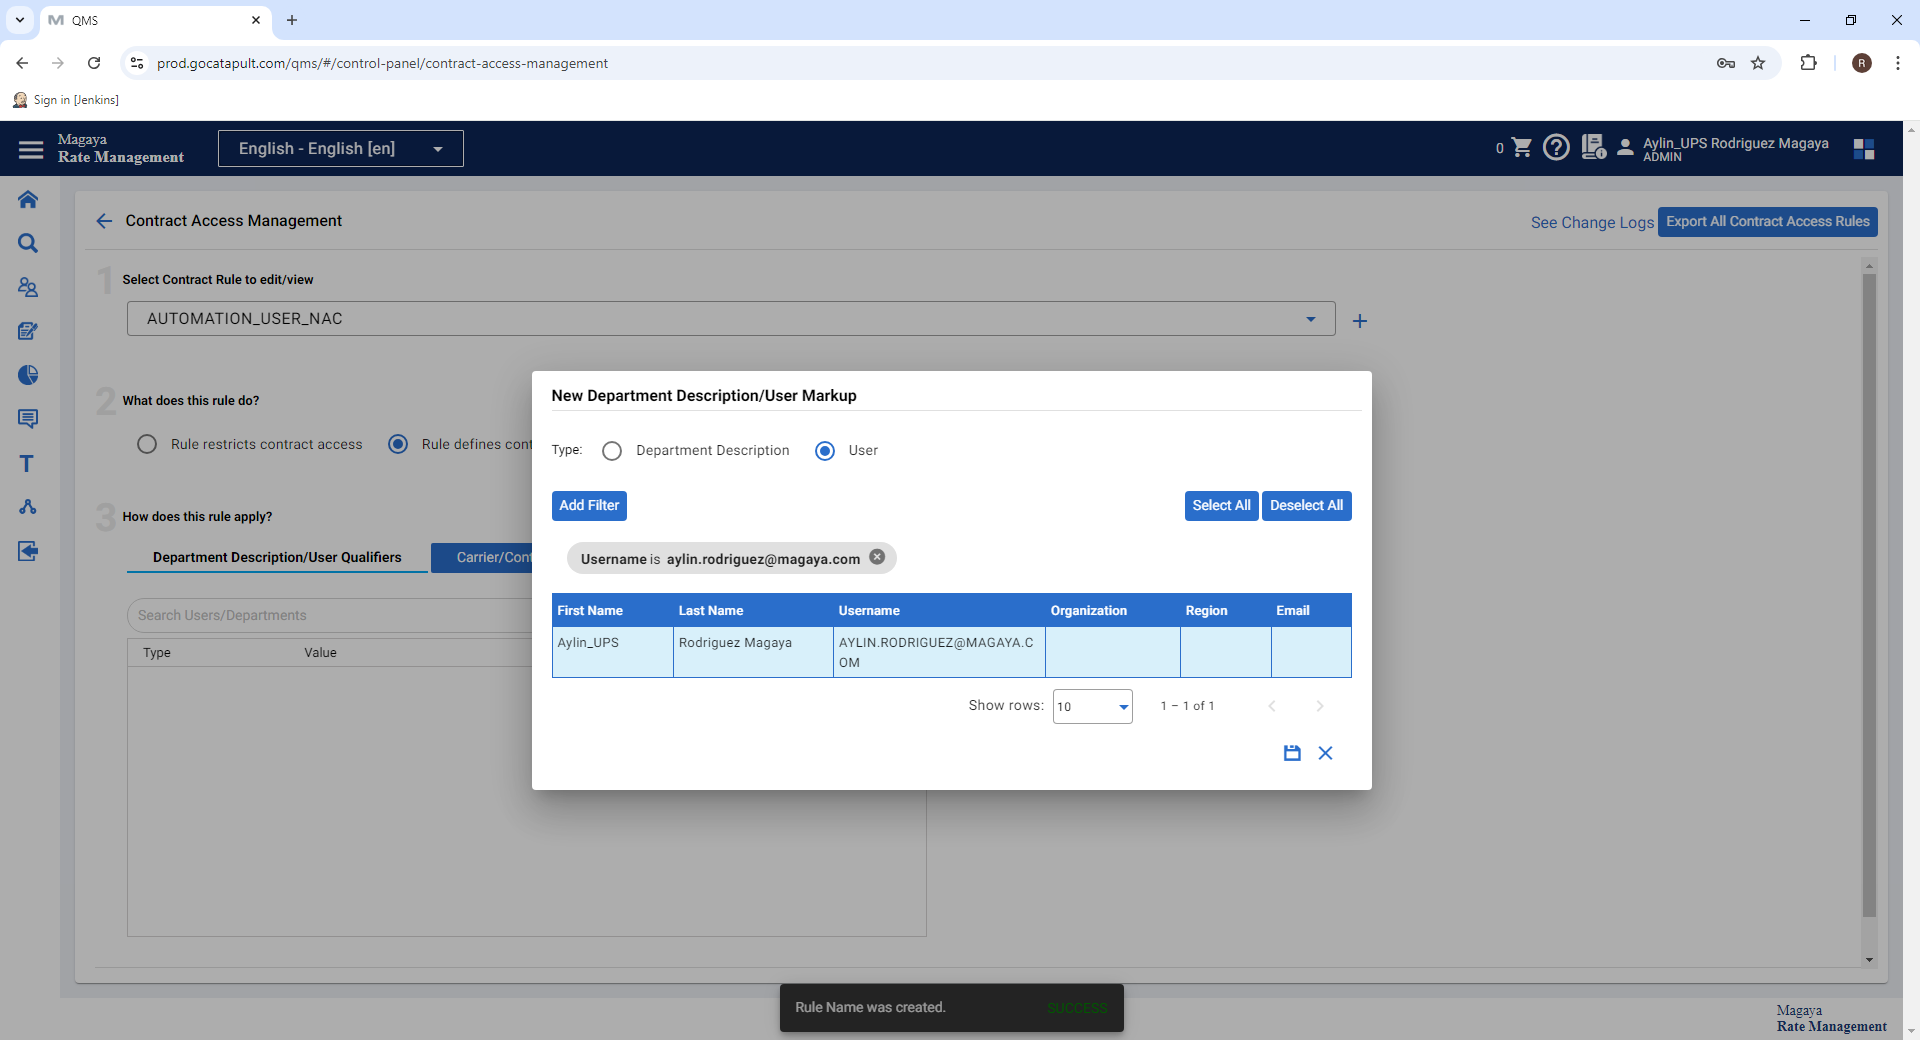 QMS
prod.gocatapult.com/qms/#/control-panel/contract-access-management
R
Sign in [Jenkins]
Magaya
Rate Management
English - English [en]
0
Aylin_UPS Rodriguez Magaya
ADMIN
Contract Access Management
See Change Logs
Export All Contract Access Rules
1 Select Contract Rule to edit/view
AUTOMATION_USER_NAC
2 What does this rule do?
Rule restricts contract access
Rule defines cont
3 How does this rule apply?
Department Description/User Qualifiers
Carrier/Cont
Search Users/Departments
Type Value
New Department Description/User Markup
Type: Department Description User
Add Filter
Select All
Deselect All
Username is aylin.rodriguez@magaya.com
First Name Last Name Username Organization Region Email
Aylin_UPS Rodriguez Magaya AYLIN.RODRIGUEZ@MAGAYA.C
OM
Show rows: 10 1 – 1 of 1
Rule Name was created. SUCCESS
Magaya
Rate Management